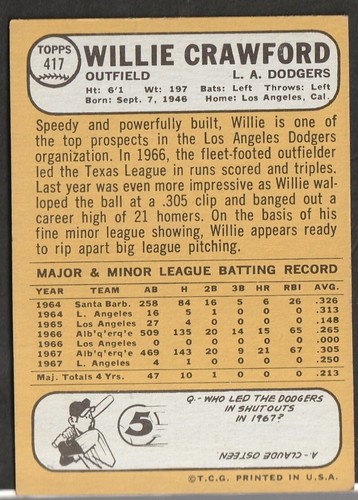 TOPPS
417
WILLIE CRAWFORD
OUTFIELD L. A. DODGERS
Ht: 6'1 Wt: 197 Bats: Left Throws: Left
Born: Sept. 7, 1946 Home: Los Angeles, Cal.
Speedy and powerfully built, Willie is one of
the top prospects in the Los Angeles Dodgers
organization. In 1966, the fleet-footed outfielder
led the Texas League in runs scored and triples.
Last year was even more impressive as Willie wal-
loped the ball at a .305 clip and banged out a
career high of 21 homers. On the basis of his
fine minor league showing, Willie appears ready
to rip apart big league pitching.
MAJOR & MINOR LEAGUE BATTING RECORD
YEAR TEAM AB H 2B 3B HR RBI AVG.
1964 Santa Barb. 258 84 16 5 6 26 .326
1964 L. Angeles 16 5 1 0 0 0 .313
1965 Los Angeles 27 4 0 0 0 0 .148
1966 Alb'q'erq'e 509 135 20 14 15 65 .265
1966 Los Angeles 0 0 0 0 0 0 .000
1967 Alb'q'erq'e 469 143 20 9 21 67 .305
1967 L. Angeles 4 1 0 0 0 0 .250
Maj. Totals 4 Yrs. 47 10 1 0 0 0 .213
Q.- WHO LED THE DODGERS
IN SHUTOUTS
IN 1967?
5
A.- CLAUDE OSTEEN
©T.C.G. PRINTED IN U.S.A.